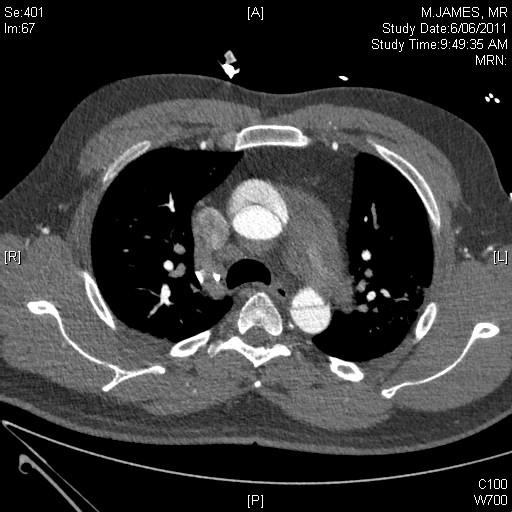 Se:401
Im:67
[A]
M.JAMES, MR
Study Date:6/06/2011
Study Time:9:49:35 AM
MRN:
[R]
[L]
[P]
C100
W700